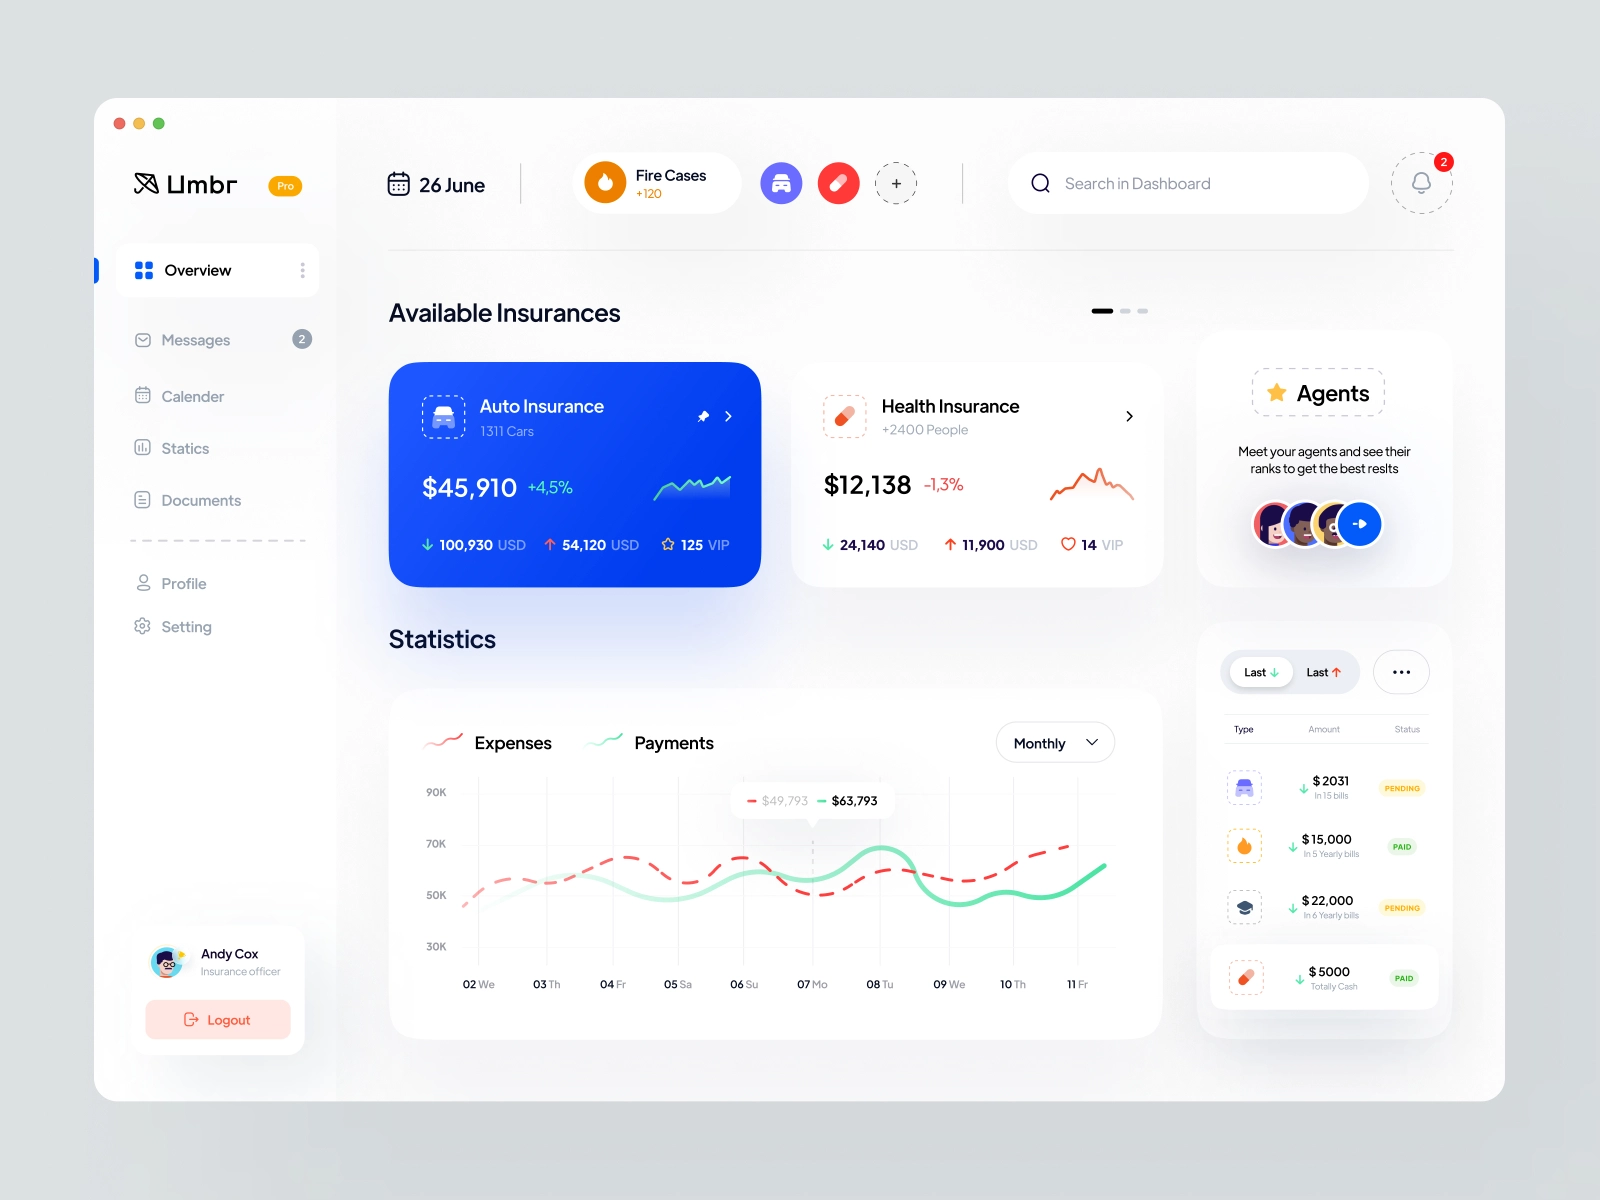 Umbr
Pro
26 June
Fire Cases
+120
+
Search in Dashboard
2
Overview
Messages
2
Calender
Statics
Documents
Profile
Setting
Andy Cox
Insurance officer
Logout
Available Insurances
Auto Insurance
1311 Cars
$45,910 +4,5%
100,930 USD 54,120 USD 125 VIP
Health Insurance
+2400 People
$12,138 -1,3%
24,140 USD 11,900 USD 14 VIP
Agents
Meet your agents and see their
ranks to get the best reslts
Statistics
Expenses Payments
Monthly
$49,793 $63,793
90K
70K
50K
30K
02 We 03 Th 04 Fr 05 Sa 06 Su 07 Mo 08 Tu 09 We 10 Th 11 Fr
Last Last
Type Amount Status
$ 2031
In 15 bills
PENDING
$ 15,000
In 5 Yearly bills
PAID
$ 22,000
In 6 Yearly bills
PENDING
$ 5000
Totally Cash
PAID